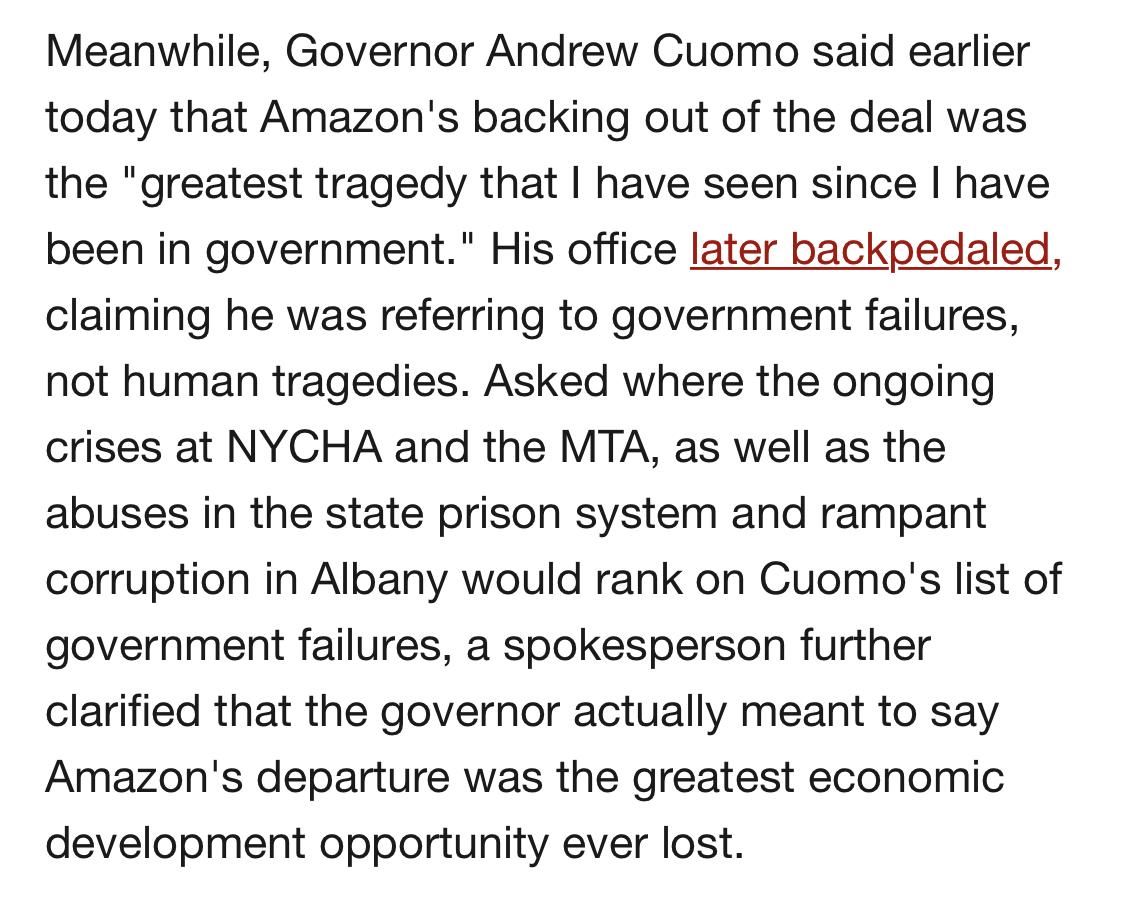 Meanwhile, Governor Andrew Cuomo said earlier
today that Amazon's backing out of the deal was
the "greatest tragedy that I have seen since I have
been in government." His office later backpedaled,
claiming he was referring to government failures,
not human tragedies. Asked where the ongoing
crises at NYCHA and the MTA, as well as the
abuses in the state prison system and rampant
corruption in Albany would rank on Cuomo's list of
government failures, a spokesperson further
clarified that the governor actually meant to say
Amazon's departure was the greatest economic
development opportunity ever lost.